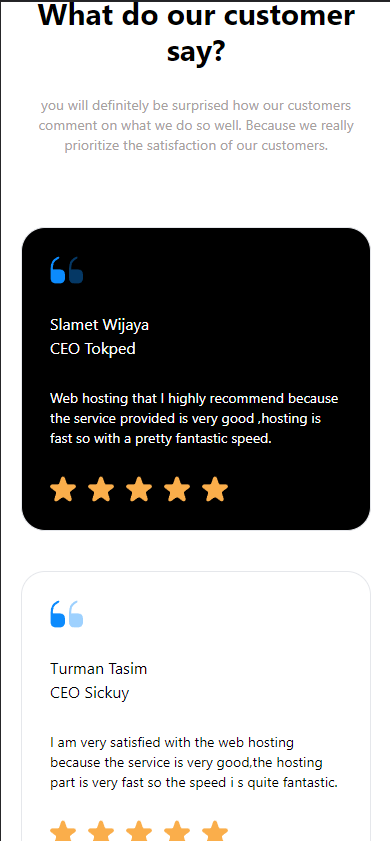 What do our customer
say?
you will definitely be surprised how our customers
comment on what we do so well. Because we really
prioritize the satisfaction of our customers.
Slamet Wijaya
CEO Tokped
Web hosting that I highly recommend because
the service provided is very good ,hosting is
fast so with a pretty fantastic speed.
Turman Tasim
CEO Sickuy
I am very satisfied with the web hosting
because the service is very good,the hosting
part is very fast so the speed i s quite fantastic.